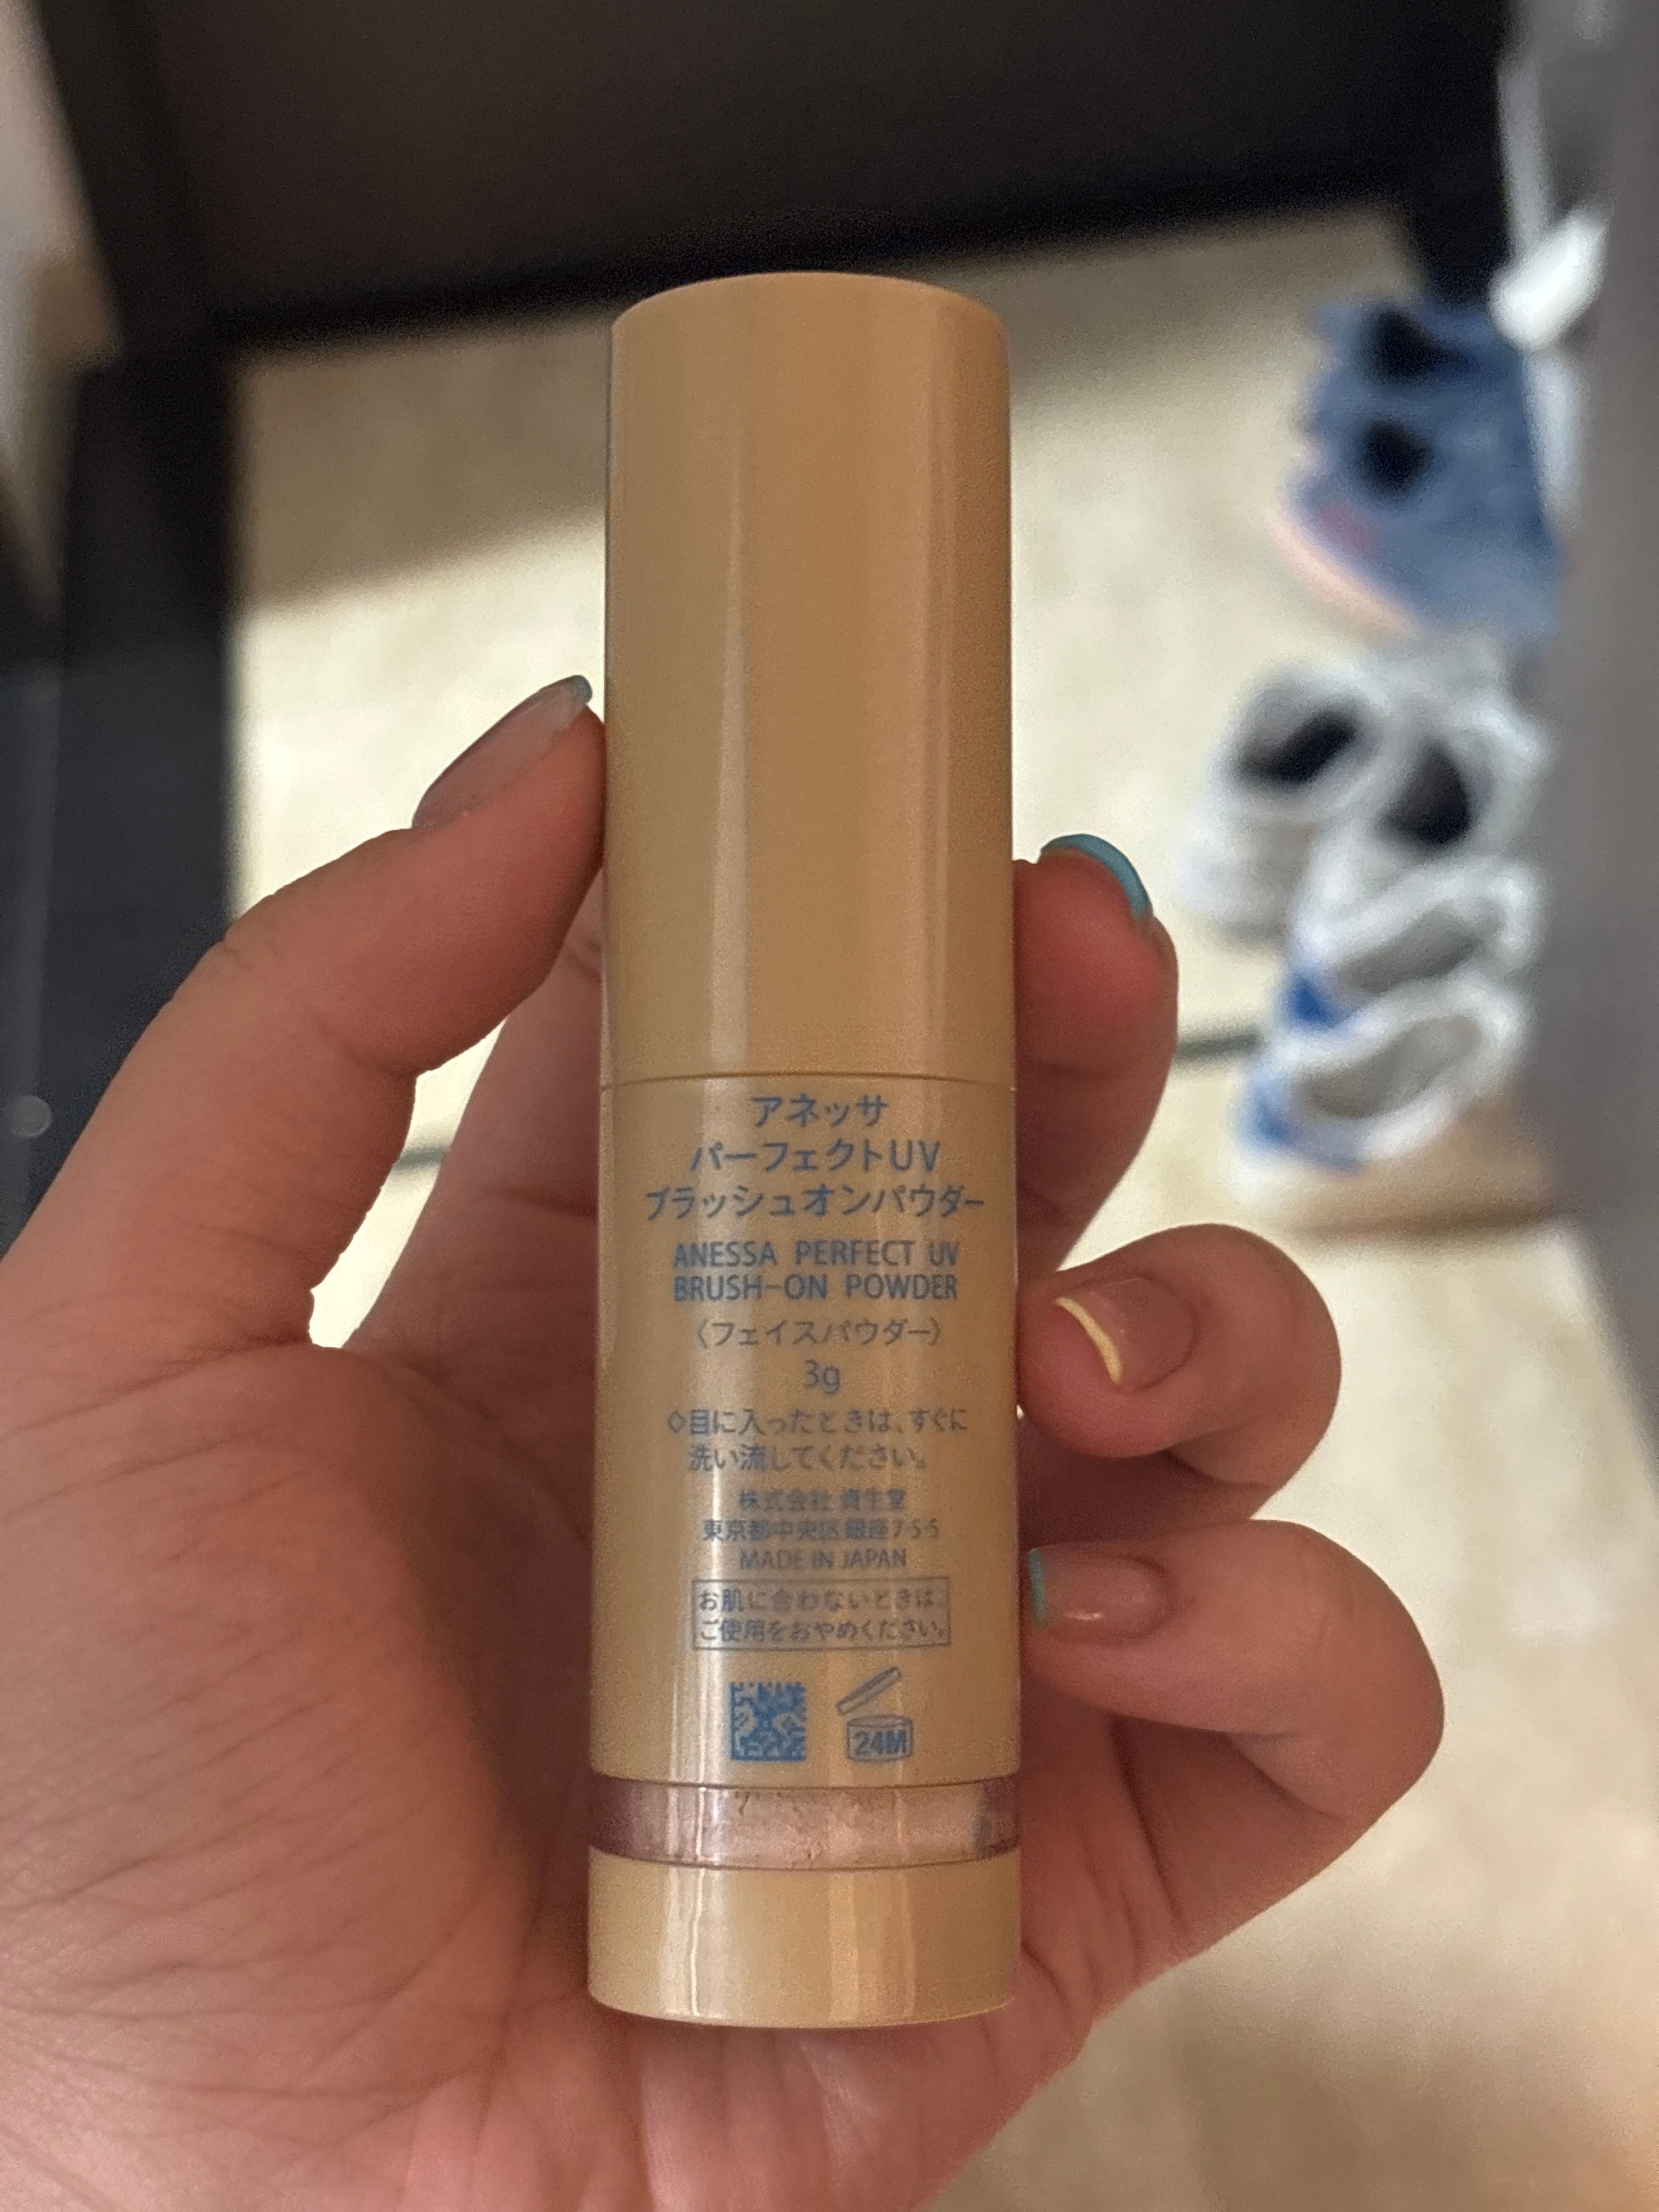 アネッサ
パーフェクトUV
ブラッシュオンパウダー
ANESSA PERFECT UV
BRUSH-ON POWDER
〈フェイスパウダー〉
3g
◇目に入ったときは、すぐに
洗い流してください。
株式会社 資生堂
東京都中央区銀座7-5-5
MADE IN JAPAN
お肌に合わないときは、
ご使用をおやめください。
24M